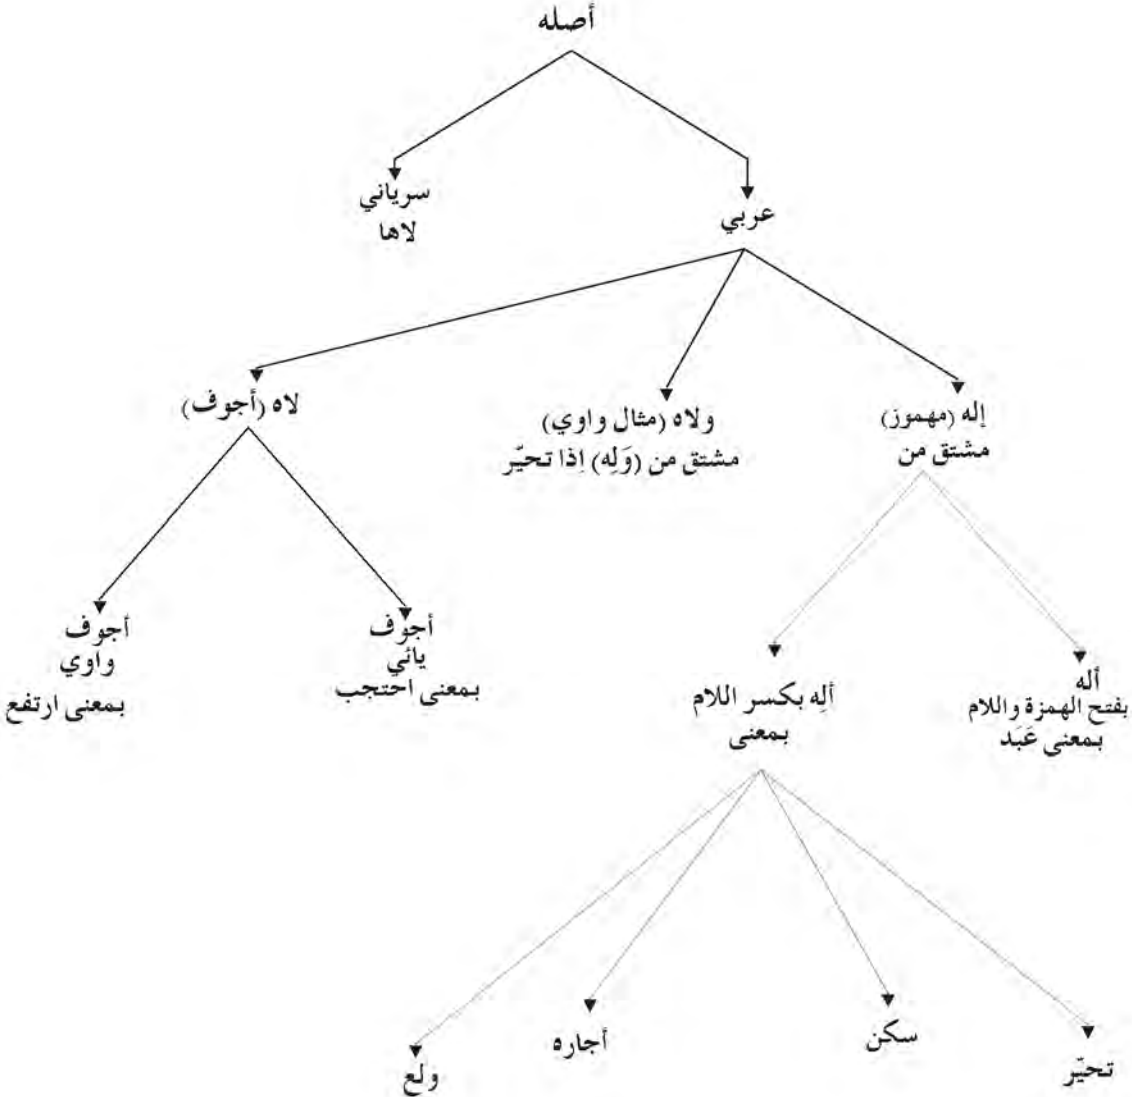 أصله
عربي
سرياني
لاها
إله (مهموز)
مشتق من
ولاه (مثال واوي)
مشتق من (وَلِه) إذا تحيّر
لاه (أجوف)
أله
بفتح الهمزة واللام
بمعنى عَبَد
ألِه بكسر اللام
بمعنى
أجوف
يائي
بمعنى احتجب
أجوف
واوي
بمعنى ارتفع
تحيّر
سكن
أجاره
ولع